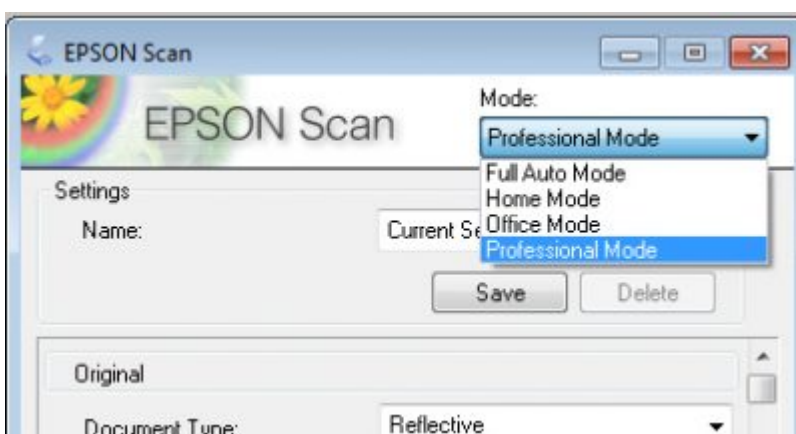 EPSON Scan
EPSON Scan
Mode:
Professional Mode
Full Auto Mode
Home Mode
Office Mode
Professional Mode
Settings
Name:
Current Se
Save
Delete
Original
Document Type:
Reflective